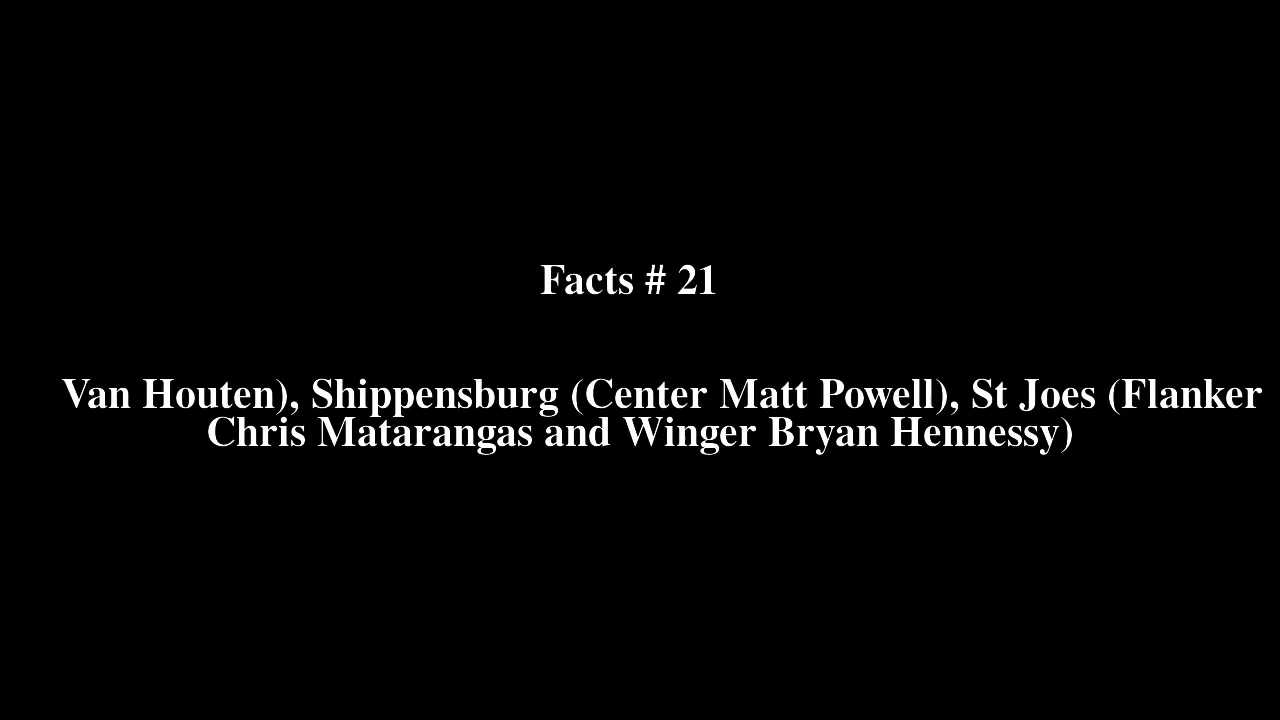 Facts # 21
Van Houten), Shippensburg (Center Matt Powell), St Joes (Flanker
Chris Matarangas and Winger Bryan Hennessy)